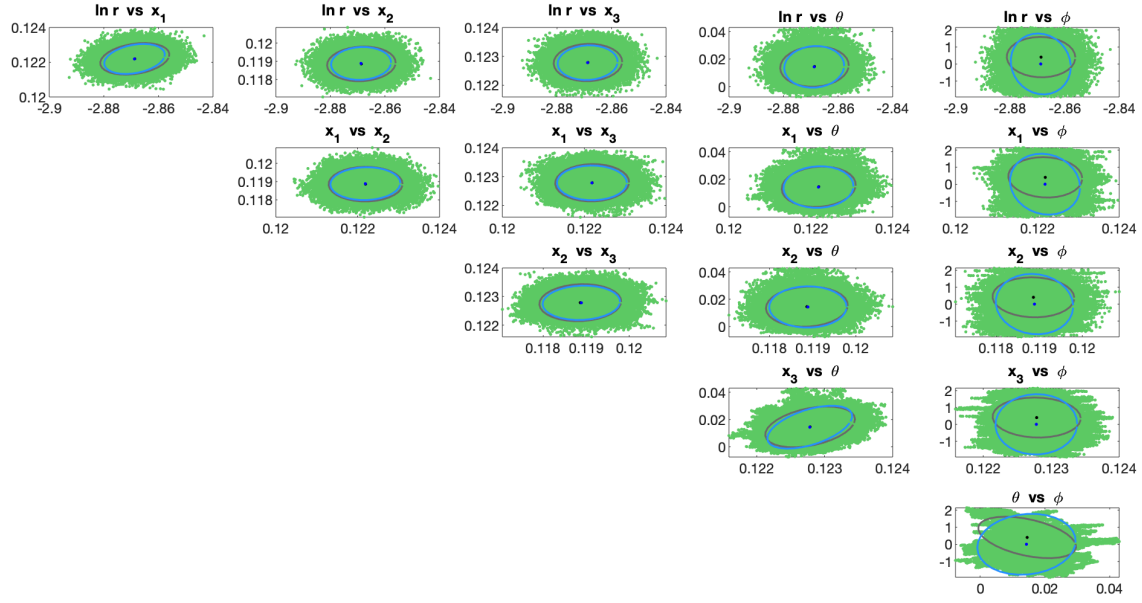 ln r vs x1
ln r vs x2
ln r vs x3
ln r vs θ
ln r vs ϕ
0.124
0.122
0.12
-2.9 -2.88 -2.86 -2.84
0.12
0.119
0.118
-2.9 -2.88 -2.86 -2.84
0.124
0.123
0.122
-2.9 -2.88 -2.86 -2.84
0.04
0.02
0
-2.9 -2.88 -2.86 -2.84
2
1
0
-1
-2.9 -2.88 -2.86 -2.84
x1 vs x2
x1 vs x3
x1 vs θ
x1 vs ϕ
0.12
0.119
0.118
0.12 0.122 0.124
0.124
0.123
0.122
0.12 0.122 0.124
0.04
0.02
0
0.12 0.122 0.124
2
1
0
-1
0.12 0.122 0.124
x2 vs x3
x2 vs θ
x2 vs ϕ
0.124
0.123
0.122
0.118 0.119 0.12
0.04
0.02
0
0.118 0.119 0.12
2
1
0
-1
0.118 0.119 0.12
x3 vs θ
x3 vs ϕ
0.04
0.02
0
0.122 0.123 0.124
2
1
0
-1
0.122 0.123 0.124
θ vs ϕ
2
1
0
-1
0 0.02 0.04